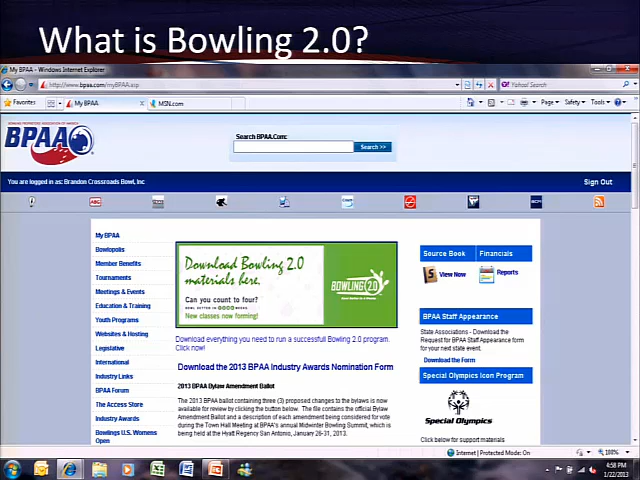 What is Bowling 2.0?
My BPAA - Windows Internet Explorer
http://www.bpaa.com/myBPAA.asp
Yahoo! Search
Favorites
My BPAA
MSN.com
Page
Safety
Tools
BPAA
Search BPAA.Com:
Search >>
You are logged in as: Brandon Crossroads Bowl, Inc
Sign Out
My BPAA
Bowlopolis
Member Benefits
Tournaments
Meetings & Events
Education & Training
Youth Programs
Websites & Hosting
Legislative
International
Industry Links
BPAA Forum
The Access Store
Industry Awards
Bowlings U.S. Womens
Open
Download Bowling 2.0
materials here.
Can you count to four?
New classes now forming!
BOWLING 2.0
Download everything you need to run a successfull Bowling 2.0 program.
Click now!
Download the 2013 BPAA Industry Awards Nomination Form
2013 BPAA Bylaw Amendment Ballot
The 2013 BPAA ballot containing three (3) proposed changes to the bylaws is now
available for review by clicking the button below. The file contains the official Bylaw
Amendment Ballot and a description of each amendment being considered for vote
during the Town Hall Meeting at BPAA's annual Midwinter Bowling Summit, which is
being held at the Hyatt Regency San Antonio, January 26-31, 2013.
Source Book
Financials
View Now
Reports
BPAA Staff Appearance
State Associations - Download the
Request for BPAA Staff Appearance form
for your next state event.
Download the Form
Special Olympics Icon Program
Special Olympics
Click below for support materials
Internet | Protected Mode: On
100%
4:58 PM
1/22/2013